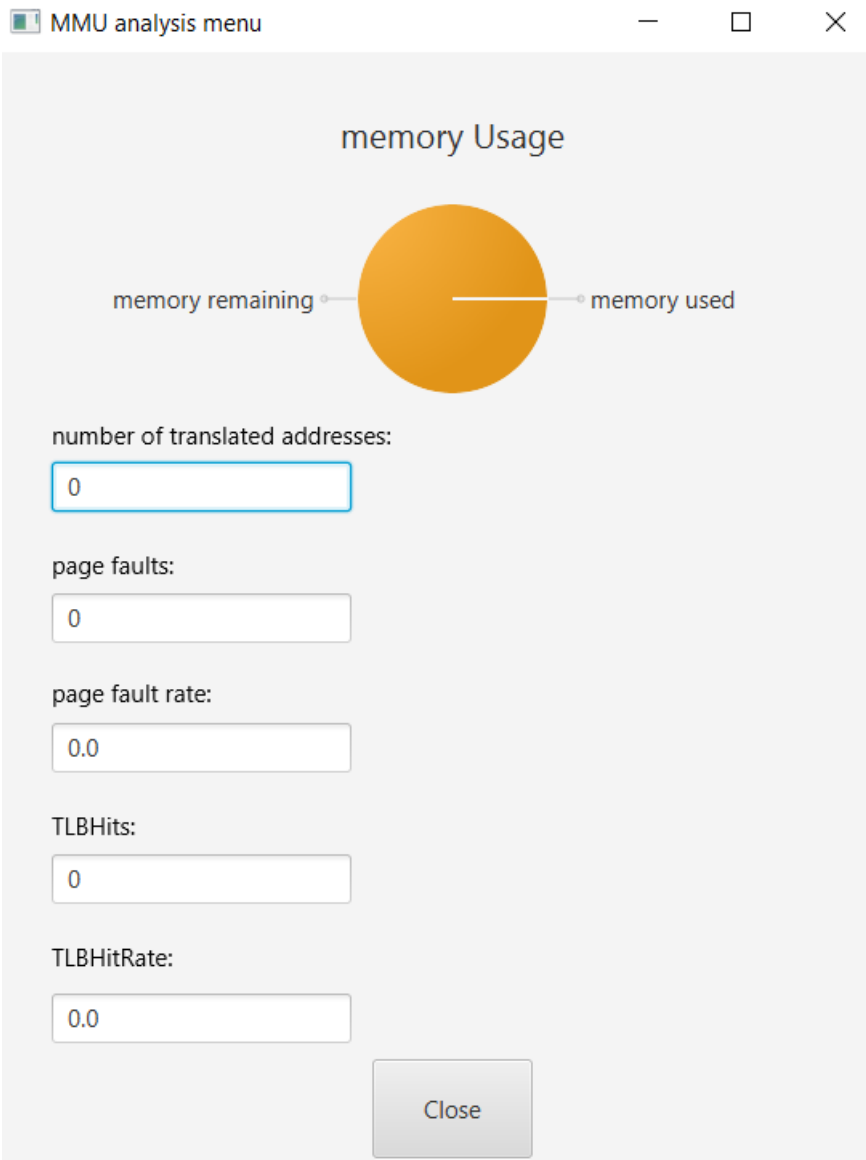 MMU analysis menu
memory Usage
memory remaining
memory used
number of translated addresses:
0
page faults:
0
page fault rate:
0.0
TLBHits:
0
TLBHitRate:
0.0
Close